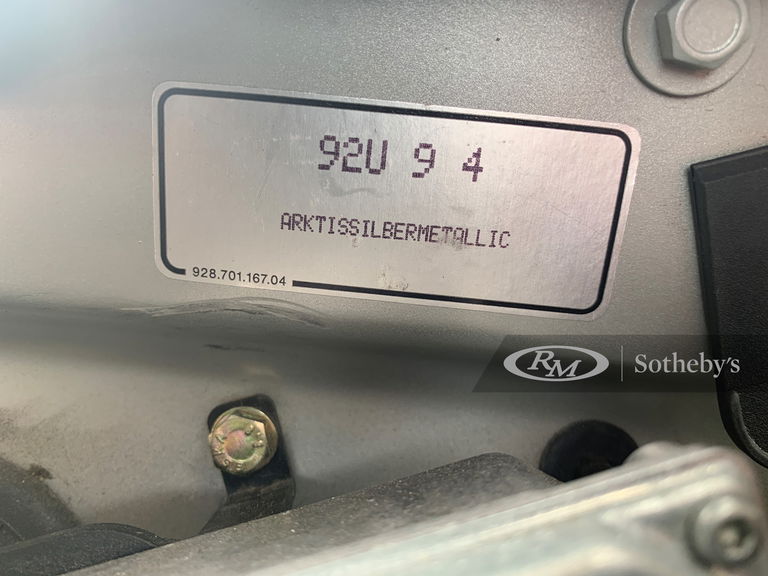 92U 9 4
ARKTISSILBERMETALLIC
928.701.167.04
RM Sotheby's